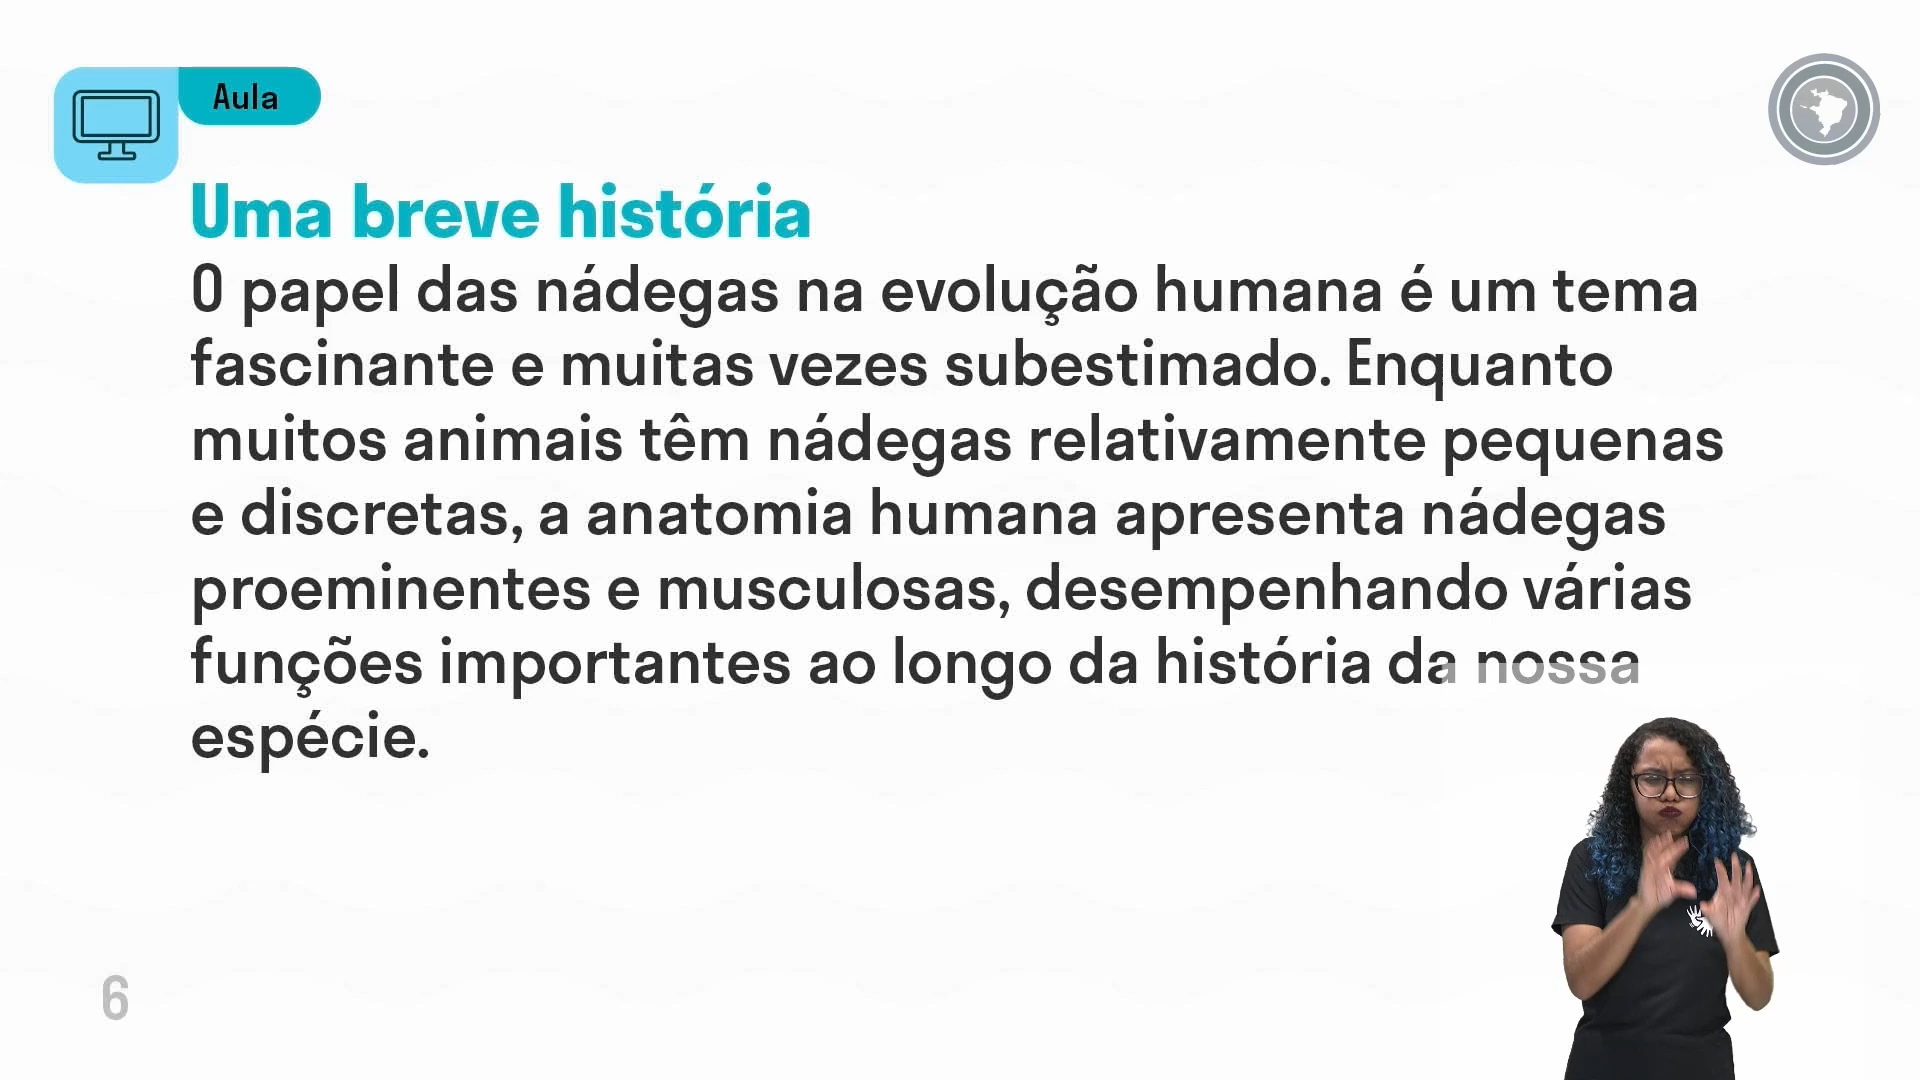 Aula
Uma breve história
O papel das nádegas na evolução humana é um tema
fascinante e muitas vezes subestimado. Enquanto
muitos animais têm nádegas relativamente pequenas
e discretas, a anatomia humana apresenta nádegas
proeminentes e musculosas, desempenhando várias
funções importantes ao longo da história da nossa
espécie.
6